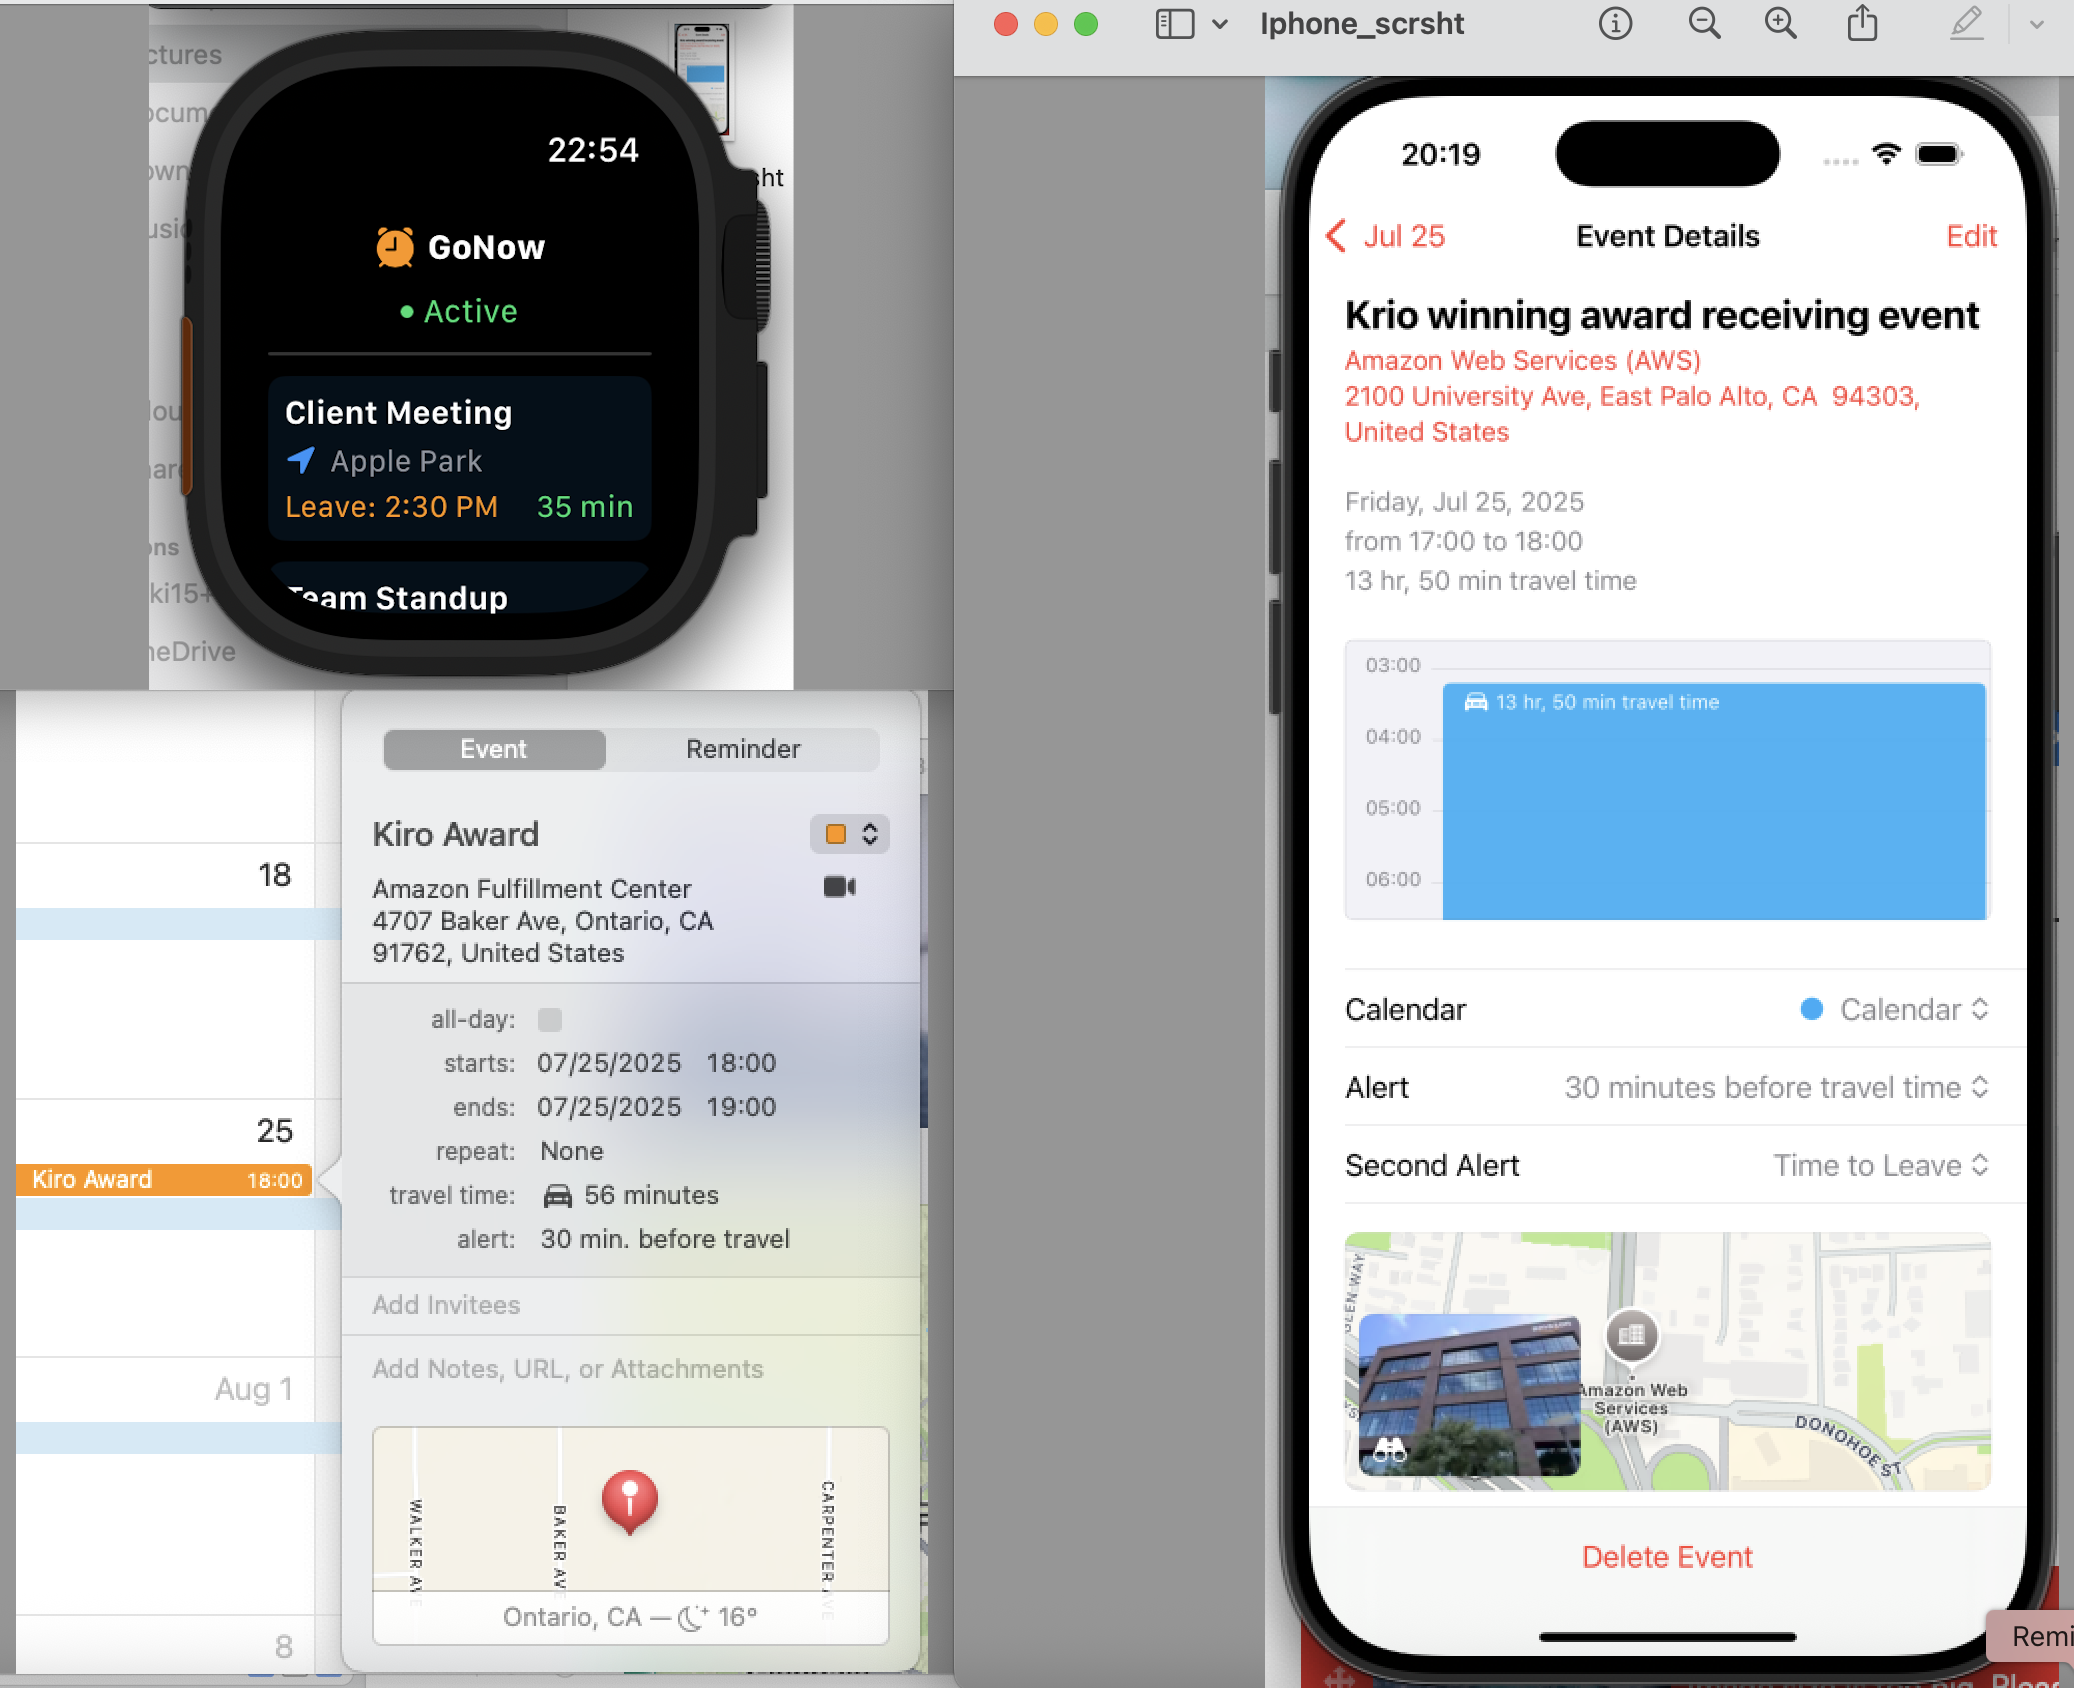 ctures
22:54
GoNow
Active
Client Meeting
Apple Park
Leave: 2:30 PM 35 min
Team Standup
ons
neDrive
Iphone_scrsht
20:19
Jul 25
Event Details
Edit
Krio winning award receiving event
Amazon Web Services (AWS)
2100 University Ave, East Palo Alto, CA 94303,
United States
Friday, Jul 25, 2025
from 17:00 to 18:00
13 hr, 50 min travel time
03:00
13 hr, 50 min travel time
04:00
05:00
06:00
Calendar Calendar
Alert 30 minutes before travel time
Second Alert Time to Leave
GLEN WAY
Amazon Web
Services
(AWS)
DONOHOE ST
Delete Event
18
25
Kiro Award 18:00
Aug 1
8
Event Reminder
Kiro Award
Amazon Fulfillment Center
4707 Baker Ave, Ontario, CA
91762, United States
all-day:
starts: 07/25/2025 18:00
ends: 07/25/2025 19:00
repeat: None
travel time: 56 minutes
alert: 30 min. before travel
Add Invitees
Add Notes, URL, or Attachments
WALKER AVE
BAKER AVE
CARPENTER AVE
Ontario, CA — 16°
Remi